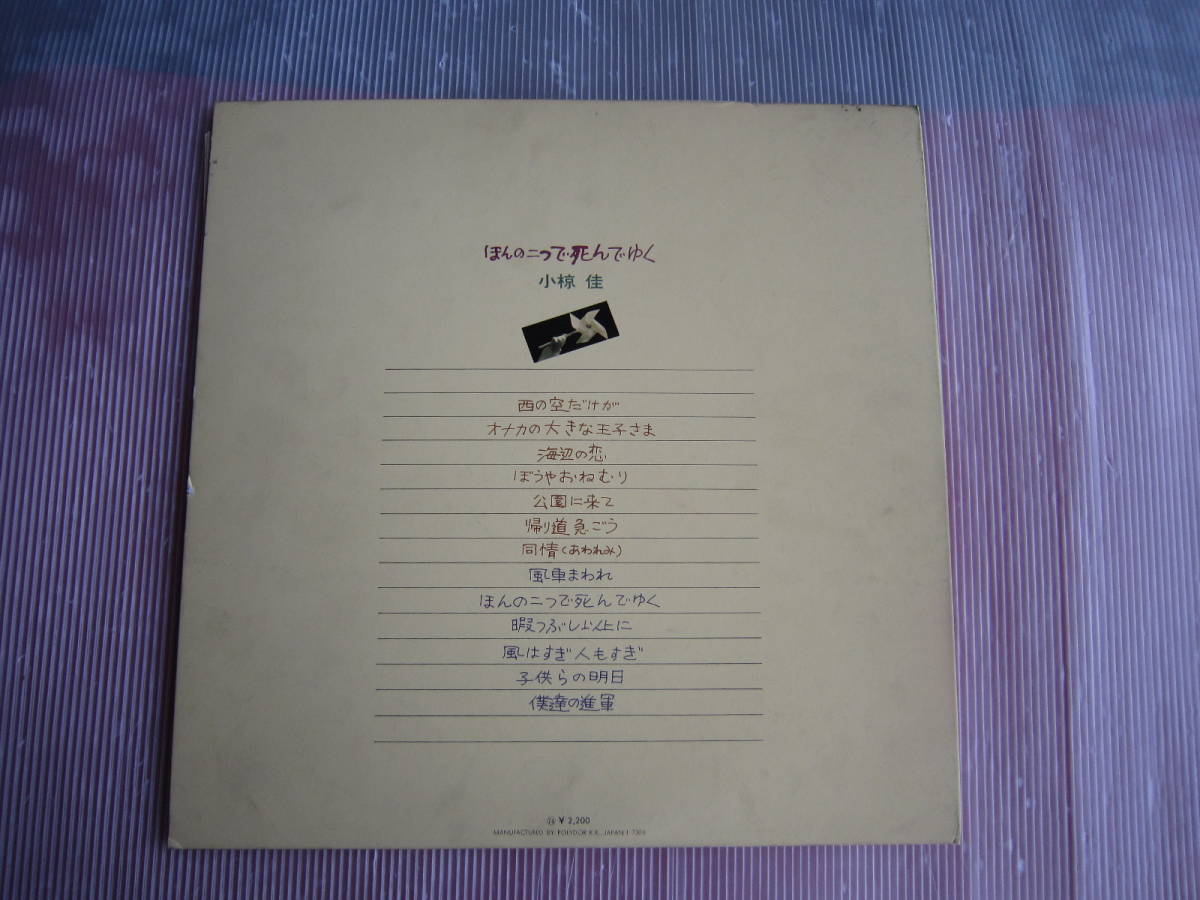 ほんの二つで死んでゆく
小椋 佳
西の空だけが
オナカの大きな王子さま
海辺の恋
ぼうやおねむり
公園に来て
帰り道急ごう
同情(あわれみ)
風車まわれ
ほんの二つで死んでゆく
暇つぶし以上に
風はすぎ人もすぎ
子供らの明日
僕達の進軍
¥2,200
MANUFACTURED BY POLYDOR K.K., JAPAN